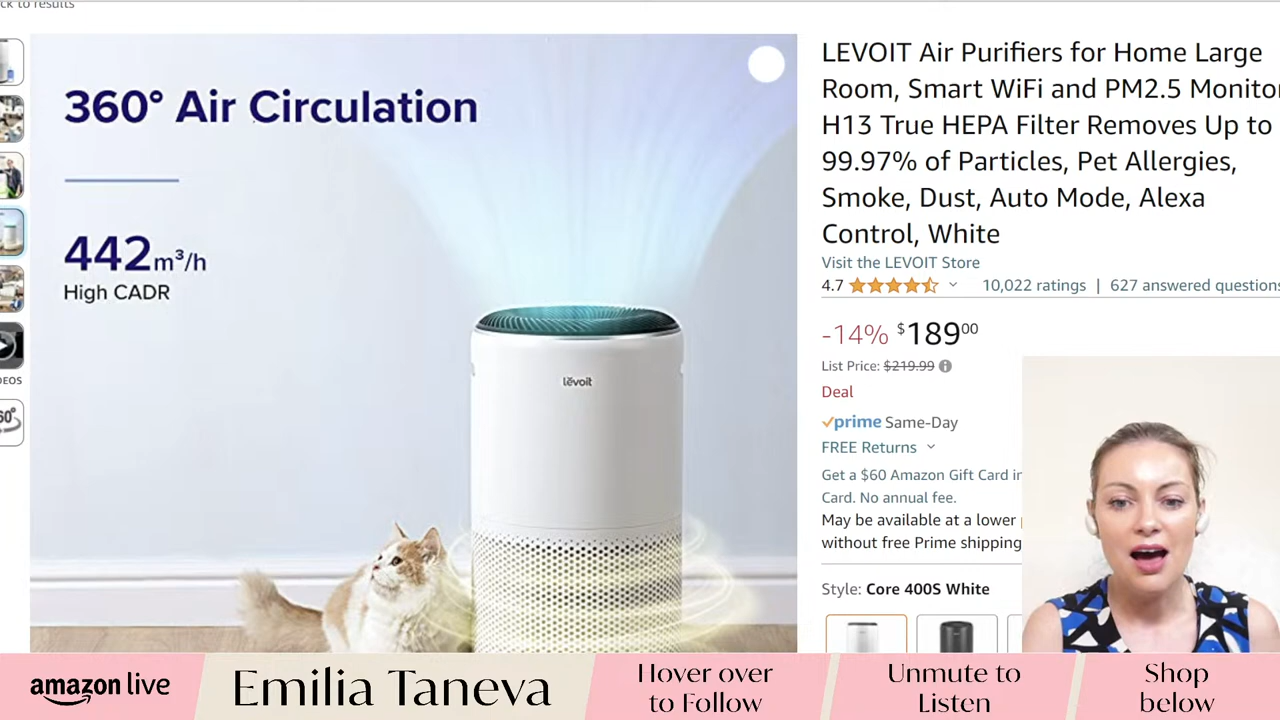 ck to results
360° Air Circulation
442m³/h
High CADR
levoit
DEOS
60°
LEVOIT Air Purifiers for Home Large
Room, Smart WiFi and PM2.5 Monitor
H13 True HEPA Filter Removes Up to
99.97% of Particles, Pet Allergies,
Smoke, Dust, Auto Mode, Alexa
Control, White
Visit the LEVOIT Store
4.7 10,022 ratings | 627 answered questions
-14% $189⁰⁰
List Price: $219.99
Deal
prime Same-Day
FREE Returns
Get a $60 Amazon Gift Card in
Card. No annual fee.
May be available at a lower
without free Prime shipping
Style: Core 400S White
amazon live
Emilia Taneva
Hover over
to Follow
Unmute to
Listen
Shop
below